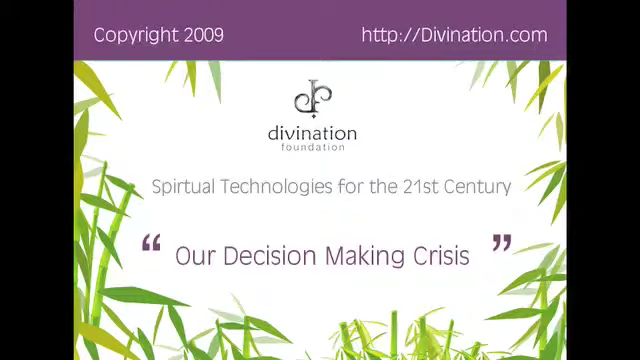 Copyright 2009 http://Divination.com
divination
foundation
Spirtual Technologies for the 21st Century
“ Our Decision Making Crisis ”